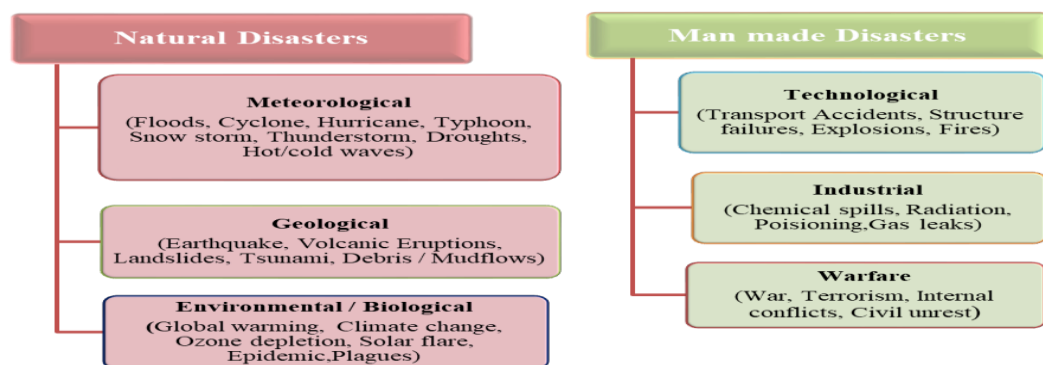 Natural Disasters
Meteorological
(Floods, Cyclone, Hurricane, Typhoon,
Snow storm, Thunderstorm, Droughts,
Hot/cold waves)
Geological
(Earthquake, Volcanic Eruptions,
Landslides, Tsunami, Debris / Mudflows)
Environmental / Biological
(Global warming, Climate change,
Ozone depletion, Solar flare,
Epidemic,Plagues)
Man made Disasters
Technological
(Transport Accidents, Structure
failures, Explosions, Fires)
Industrial
(Chemical spills, Radiation,
Poisioning,Gas leaks)
Warfare
(War, Terrorism, Internal
conflicts, Civil unrest)